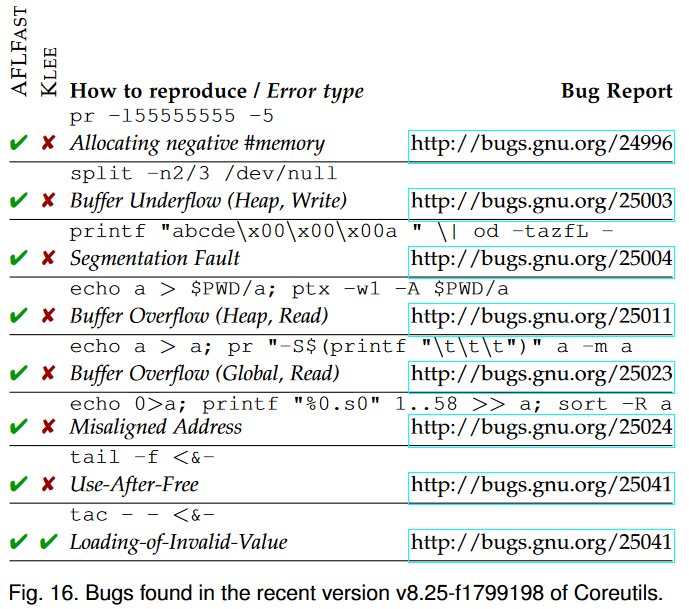 AFLFAST
KLEE
How to reproduce / Error type Bug Report
pr -l55555555 -5
✔ ✘ Allocating negative #memory http://bugs.gnu.org/24996
split -n2/3 /dev/null
✔ ✘ Buffer Underflow (Heap, Write) http://bugs.gnu.org/25003
printf "abcde\x00\x00\x00a " \| od -tazfL -
✔ ✘ Segmentation Fault http://bugs.gnu.org/25004
echo a > $PWD/a; ptx -w1 -A $PWD/a
✔ ✘ Buffer Overflow (Heap, Read) http://bugs.gnu.org/25011
echo a > a; pr "-S$(printf "\t\t\t")" a -m a
✔ ✘ Buffer Overflow (Global, Read) http://bugs.gnu.org/25023
echo 0>a; printf "%0.s0" 1..58 >> a; sort -R a
✔ ✘ Misaligned Address http://bugs.gnu.org/25024
tail -f <&-
✔ ✘ Use-After-Free http://bugs.gnu.org/25041
tac - - <&-
✔ ✔ Loading-of-Invalid-Value http://bugs.gnu.org/25041
Fig. 16. Bugs found in the recent version v8.25-f1799198 of Coreutils.